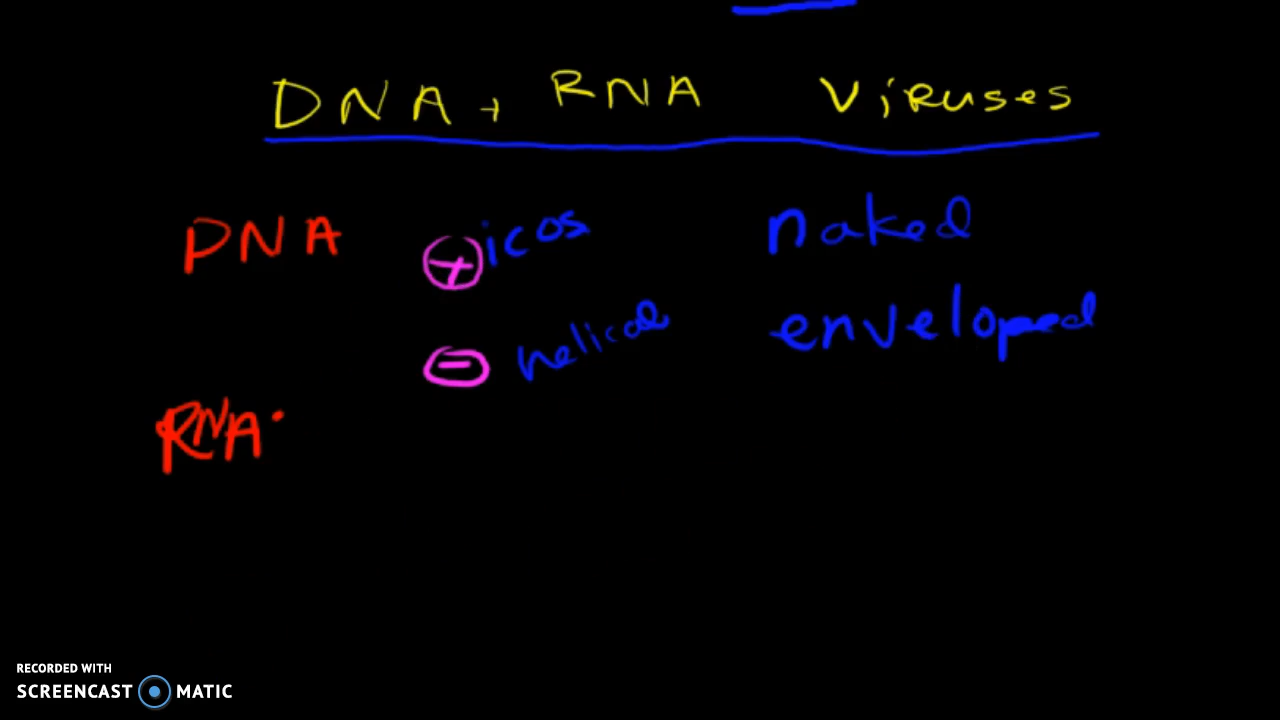 DNA + RNA Viruses
DNA + icos naked
- helical enveloped
RNA.
RECORDED WITH
SCREENCAST MATIC